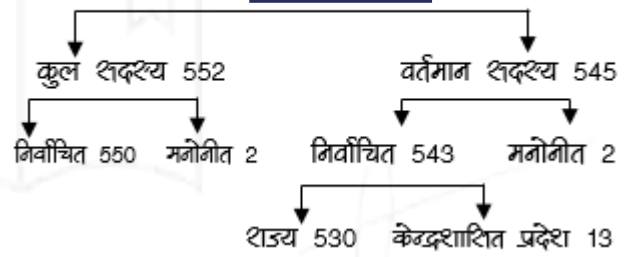 कुल सदस्य 552 वर्तमान सदस्य 545
निर्वाचित 550 मनोनीत 2 निर्वाचित 543 मनोनीत 2
राज्य 530 केन्द्रशासित प्रदेश 13